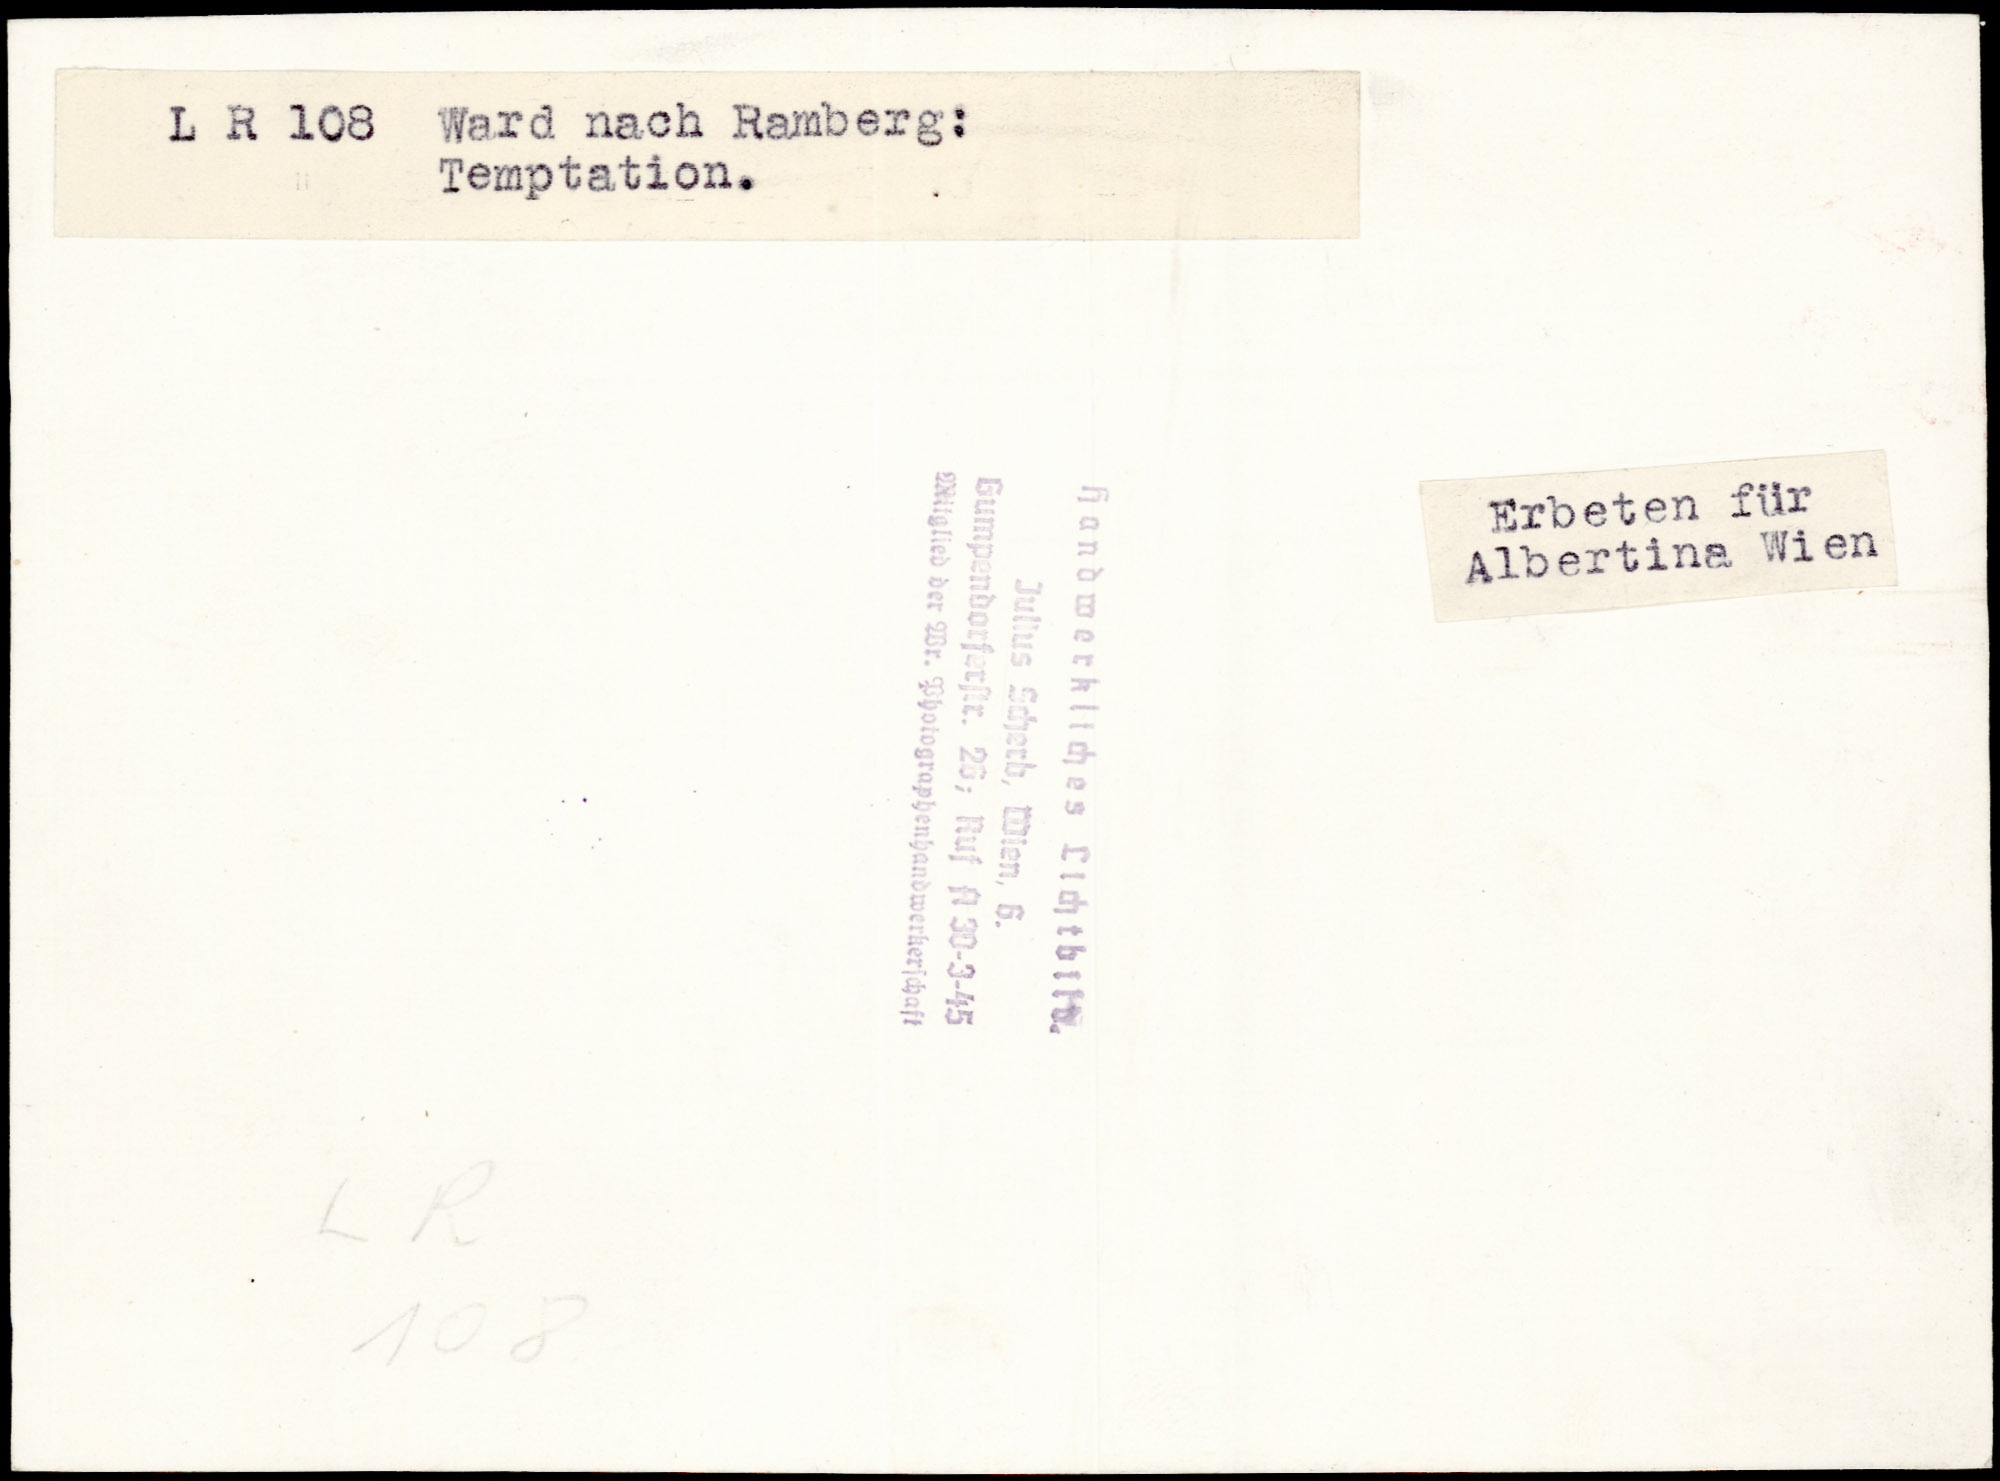 L R 108 Ward nach Ramberg:
Temptation.
Erbeten für
Albertina Wien
Handwerkliches Lichtbild.
Julius Scherb, Wien, 6.
Gumpendorferstr. 26; Ruf A 30-3-45
Mitglied der Wr. Photographenhandwerkerschaft
L R
108